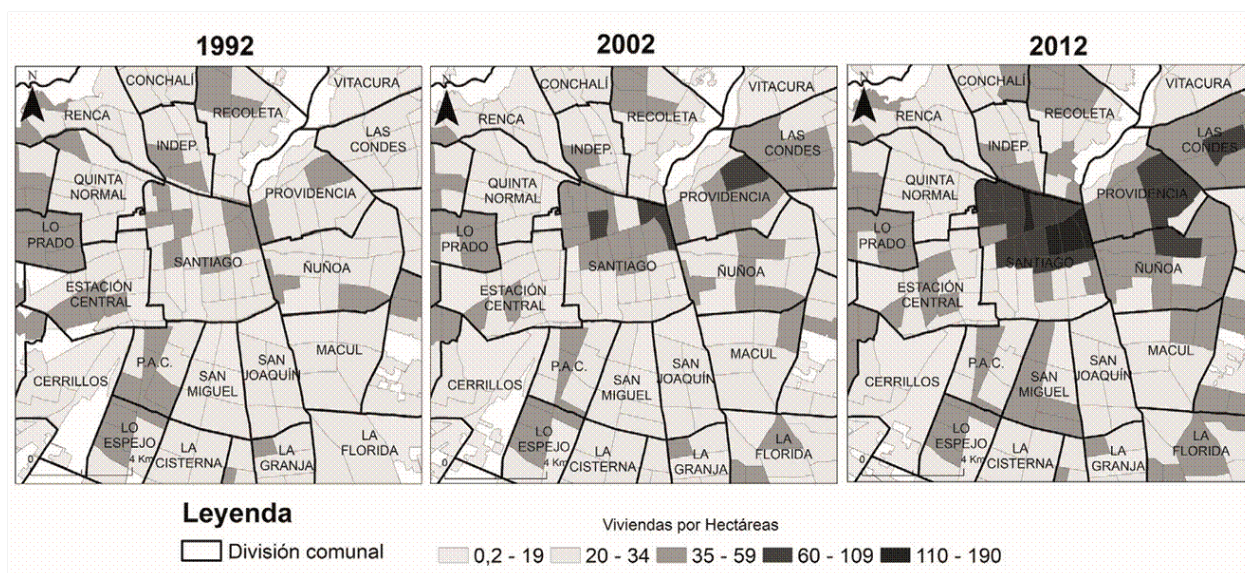 1992
N
CONCHALÍ
VITACURA
RENCA
RECOLETA
LAS
CONDES
INDEP.
QUINTA
NORMAL
PROVIDENCIA
LO
PRADO
SANTIAGO
ÑUÑOA
ESTACIÓN
CENTRAL
P.A.C.
MACUL
CERRILLOS
SAN
MIGUEL
SAN
JOAQUÍN
LO
ESPEJO
LA
CISTERNA
LA
GRANJA
LA
FLORIDA
0
4 Km
2002
N
CONCHALÍ
VITACURA
RENCA
RECOLETA
LAS
CONDES
INDEP.
QUINTA
NORMAL
PROVIDENCIA
LO
PRADO
SANTIAGO
ÑUÑOA
ESTACIÓN
CENTRAL
P.A.C.
MACUL
CERRILLOS
SAN
MIGUEL
SAN
JOAQUÍN
LO
ESPEJO
LA
CISTERNA
LA
GRANJA
LA
FLORIDA
0
4 Km
2012
N
CONCHALÍ
VITACURA
RENCA
RECOLETA
LAS
CONDES
INDEP.
QUINTA
NORMAL
PROVIDENCIA
LO
PRADO
SANTIAGO
ÑUÑOA
ESTACIÓN
CENTRAL
P.A.C.
MACUL
CERRILLOS
SAN
MIGUEL
SAN
JOAQUÍN
LO
ESPEJO
LA
CISTERNA
LA
GRANJA
LA
FLORIDA
0
4 Km
Leyenda
División comunal
Viviendas por Hectáreas
0,2 - 19
20 - 34
35 - 59
60 - 109
110 - 190